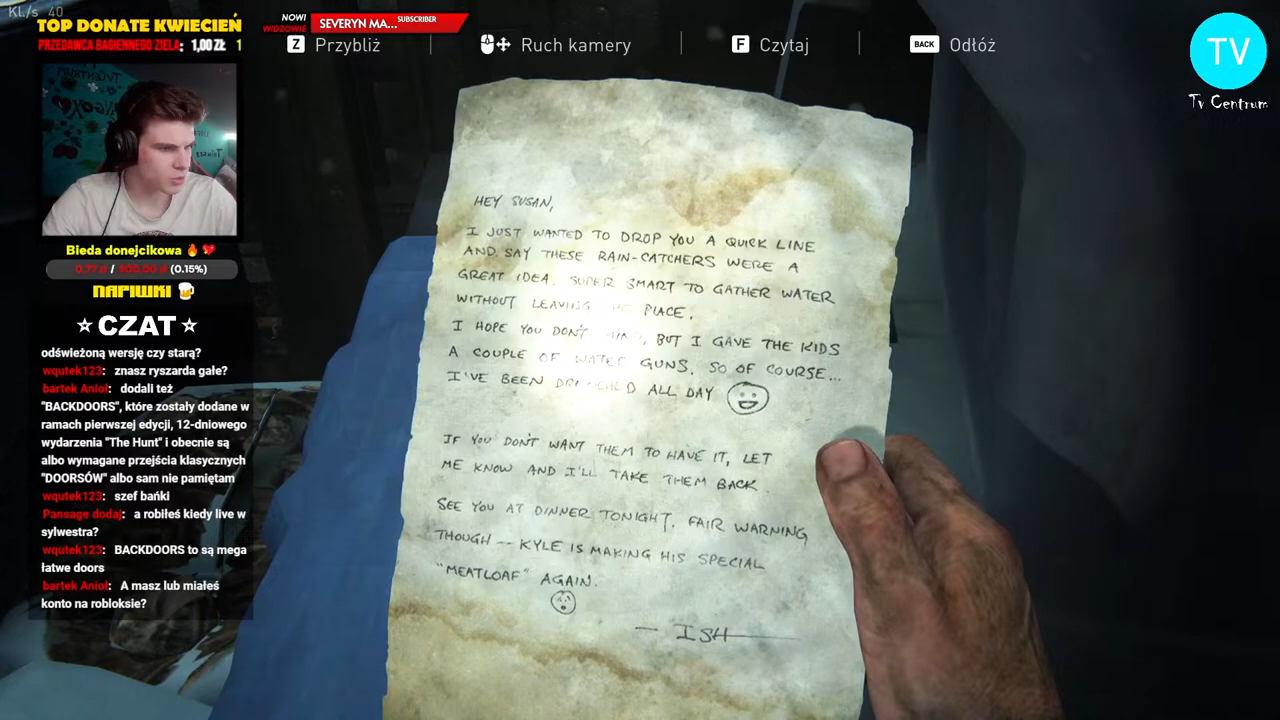 Kl./s 40
TOP DONATE KWIECIEŃ
PRZEDAWCA BAGIENNEGO ZIELA: 1,00 ZŁ 1
NOWI WIDZOWIE
SEVERYN MA... SUBSCRIBER
Z Przybliż
Ruch kamery
F Czytaj
BACK Odłóż
TV
Tv Centrum
Bieda donejcikowa 🔥 💖
(0.15%)
NAPIWKI 🍺
☆ CZAT ☆
odświeżoną wersję czy starą?
wqutek123: znasz ryszarda gałe?
bartek Anioł: dodali też
"BACKDOORS", które zostały dodane w
ramach pierwszej edycji, 12-dniowego
wydarzenia "The Hunt" i obecnie są
albo wymagane przejścia klasycznych
"DOORSÓW" albo sam nie pamiętam
wqutek123: szef bańki
Pansage dodaj: a robiłeś kiedy live w
sylwestra?
wqutek123: BACKDOORS to są mega
łatwe doors
bartek Anioł: A masz lub miałeś
konto na robloksie?
HEY SUSAN,
I JUST WANTED TO DROP YOU A QUICK LINE
AND SAY THESE RAIN-CATCHERS WERE A
GREAT IDEA. SUPER SMART TO GATHER WATER
WITHOUT LEAVING PLACE.
I HOPE YOU DON'T BUT I GAVE THE KIDS
A COUPLE OF WATER GUNS. SO OF COURSE...
I'VE BEEN ALL DAY
IF YOU DON'T WANT THEM TO HAVE IT, LET
ME KNOW AND I'LL TAKE THEM BACK.
SEE YOU AT DINNER TONIGHT. FAIR WARNING
THOUGH -- KYLE IS MAKING HIS SPECIAL
"MEATLOAF" AGAIN.
— ISH